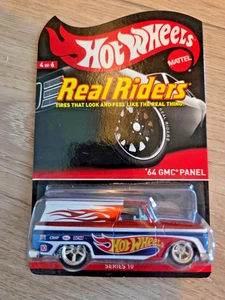 4 OF 6
Hot Wheels
MATTEL
Real Riders
TIRES THAT LOOK AND FEEL LIKE THE REAL THING
'64 GMC PANEL
Hot Wheels
SERIES 10